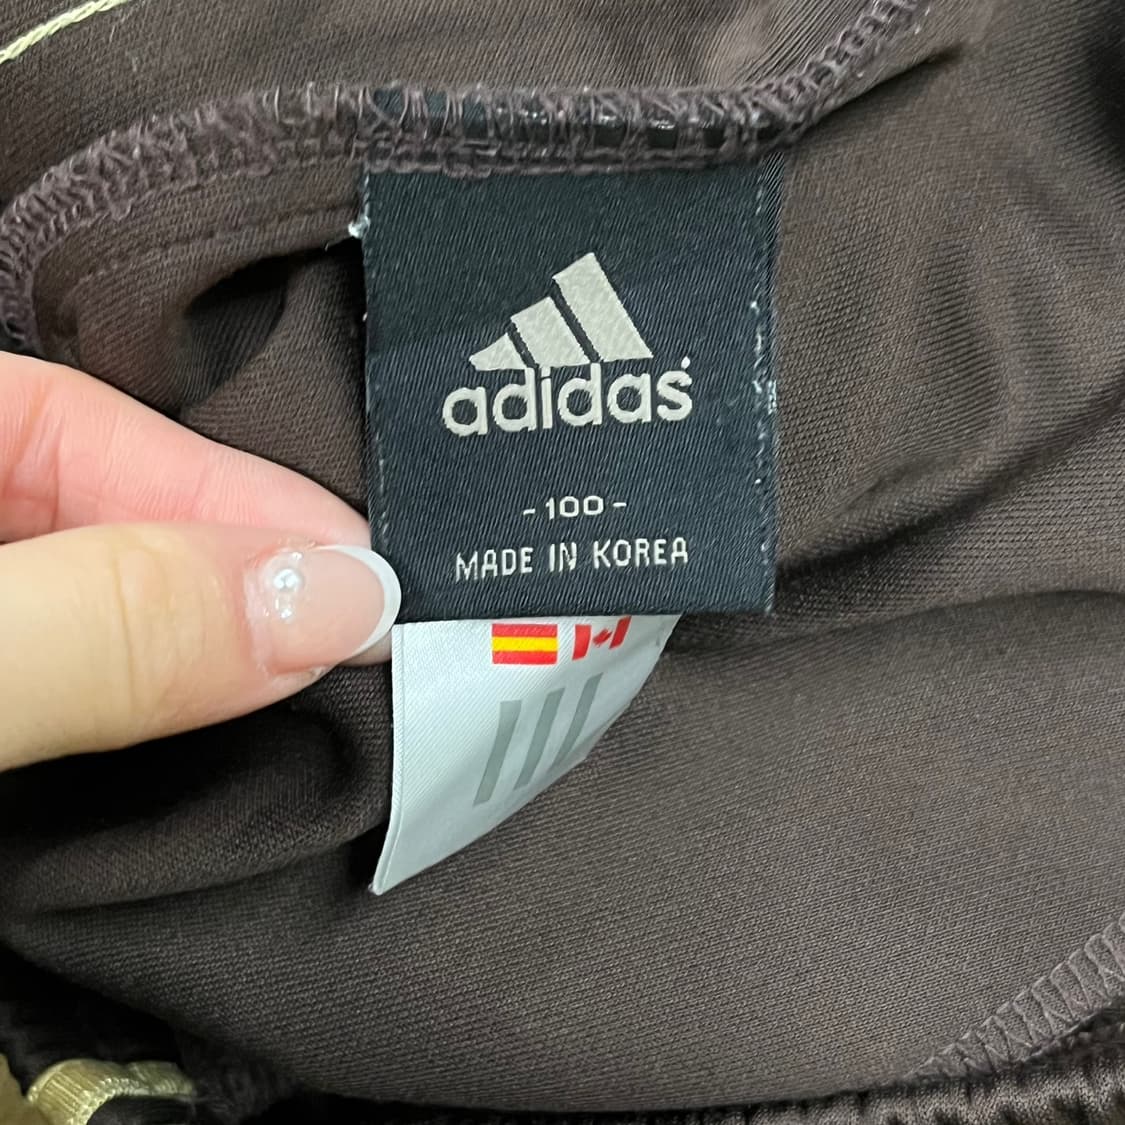 adidas
- 100 -
MADE IN KOREA